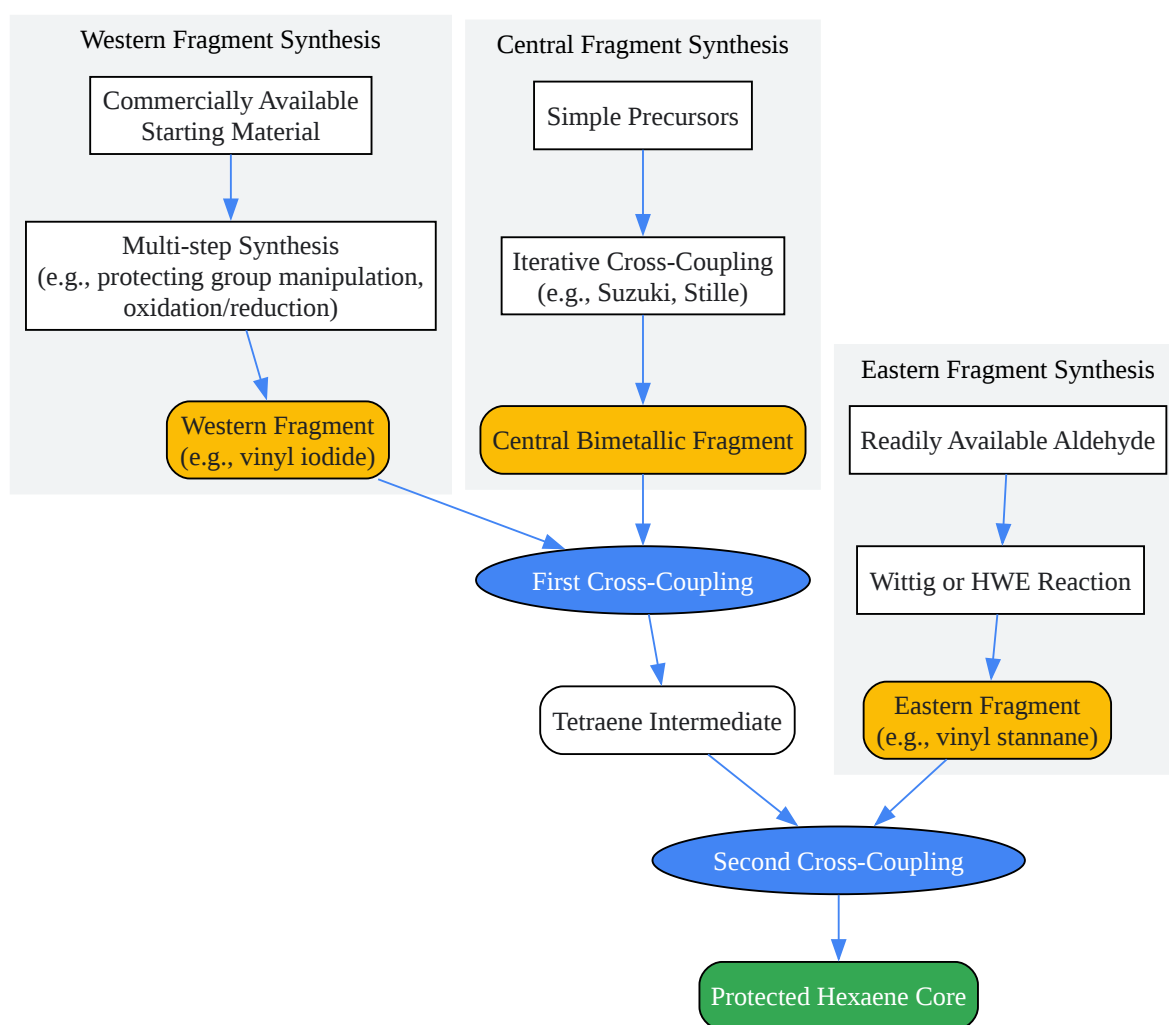 Western Fragment Synthesis
Commercially Available
Starting Material
Multi-step Synthesis
(e.g., protecting group manipulation,
oxidation/reduction)
Western Fragment
(e.g., vinyl iodide)
Central Fragment Synthesis
Simple Precursors
Iterative Cross-Coupling
(e.g., Suzuki, Stille)
Central Bimetallic Fragment
Eastern Fragment Synthesis
Readily Available Aldehyde
Wittig or HWE Reaction
Eastern Fragment
(e.g., vinyl stannane)
First Cross-Coupling
Tetraene Intermediate
Second Cross-Coupling
Protected Hexaene Core